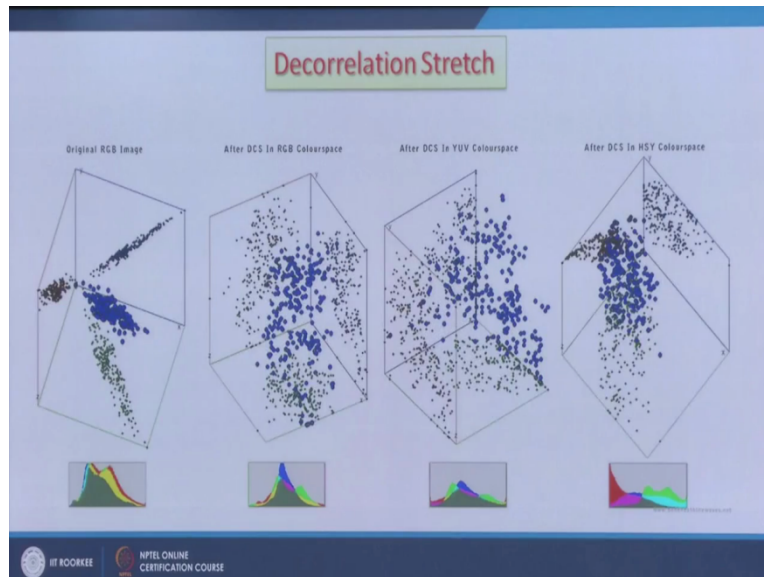 Decorrelation Stretch
Original RGB Image
After DCS In RGB Colourspace
After DCS In YUV Colourspace
After DCS In HSY Colourspace
IIT ROORKEE
NPTEL ONLINE
CERTIFICATION COURSE